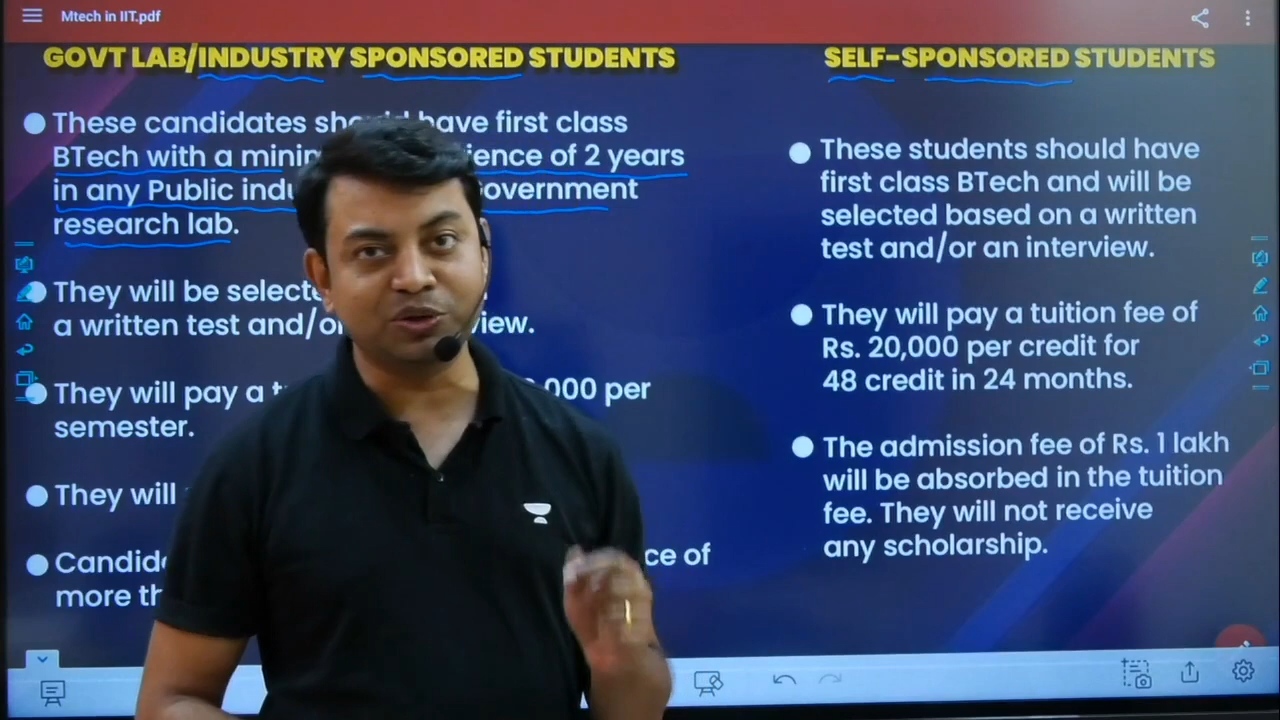 Mtech in IIT.pdf
GOVT LAB/INDUSTRY SPONSORED STUDENTS
These candidates should have first class
BTech with a ience of 2 years
in any Public overnment
research lab.
They will be
a written test and/or view.
They will pay a 000 per
semester.
They will
ce of
more
SELF-SPONSORED STUDENTS
These students should have
first class BTech and will be
selected based on a written
test and/or an interview.
They will pay a tuition fee of
Rs. 20,000 per credit for
48 credit in 24 months.
The admission fee of Rs. 1 lakh
will be absorbed in the tuition
fee. They will not receive
any scholarship.